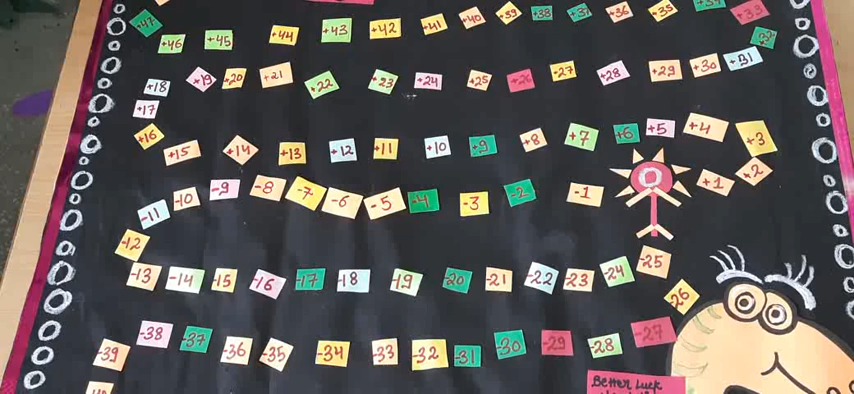 +47 +46 +45 +44 +43 +42 +41 +40 +39 +38 +37 +36 +35 +34 +33
+32
+18 +19 +20 +21 +22 +23 +24 +25 +26 -27 +28 +29 +30 +31
+17
+16 +15 +14 +13 +12 +11 +10 +9 +8 +7 +6 +5 +4 +3
+1 +2
0
-11 -10 -9 -8 -7 -6 -5 +4 -3 -2 -1
-12
-13 -14 -15 -16 -17 -18 -19 -20 -21 -22 -23 -24 -25
-26
-39 -38 -37 -36 -35 -34 -33 -32 -31 -30 -29 -28 -27
Better Luck